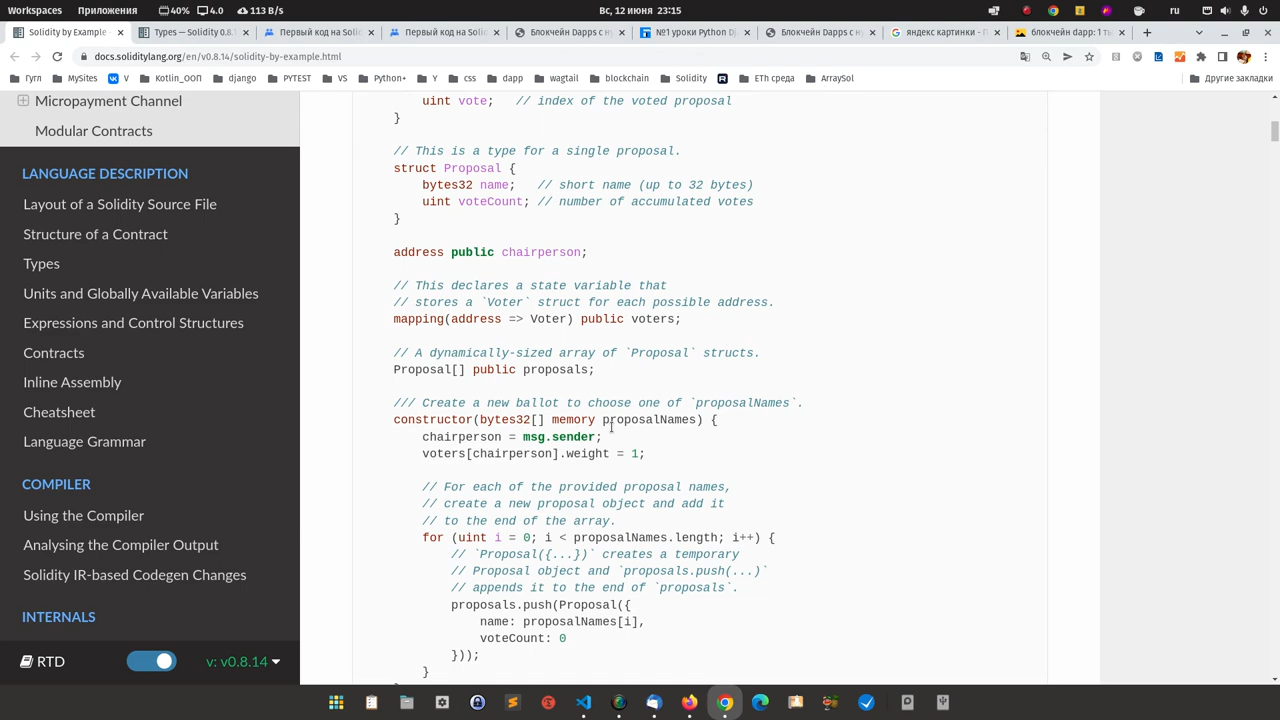 Workspaces Приложения 40% 4.0 113 B/s Вс, 12 июня 23:15 ru
Solidity by Example Types — Solidity 0.8. Первый код на Solid Первый код на Solid Блокчейн Dapps с ну №1 уроки Python Dj Блокчейн Dapps с ну яндекс картинки - П блокчейн dapp: 1 ты
docs.soliditylang.org/en/v0.8.14/solidity-by-example.html
Гугл MySites V Kotlin_ООП django PYTEST VS Python+ Y css dapp wagtail blockchain Solidity ETh среда ArraySol Другие закладки
Micropayment Channel
Modular Contracts
LANGUAGE DESCRIPTION
Layout of a Solidity Source File
Structure of a Contract
Types
Units and Globally Available Variables
Expressions and Control Structures
Contracts
Inline Assembly
Cheatsheet
Language Grammar
COMPILER
Using the Compiler
Analysing the Compiler Output
Solidity IR-based Codegen Changes
INTERNALS
RTD v: v0.8.14
uint vote; // index of the voted proposal
}
// This is a type for a single proposal.
struct Proposal {
bytes32 name; // short name (up to 32 bytes)
uint voteCount; // number of accumulated votes
}
address public chairperson;
// This declares a state variable that
// stores a `Voter` struct for each possible address.
mapping(address => Voter) public voters;
// A dynamically-sized array of `Proposal` structs.
Proposal[] public proposals;
/// Create a new ballot to choose one of `proposalNames`.
constructor(bytes32[] memory proposalNames) {
chairperson = msg.sender;
voters[chairperson].weight = 1;
// For each of the provided proposal names,
// create a new proposal object and add it
// to the end of the array.
for (uint i = 0; i < proposalNames.length; i++) {
// `Proposal({...})` creates a temporary
// Proposal object and `proposals.push(...)`
// appends it to the end of `proposals`.
proposals.push(Proposal({
name: proposalNames[i],
voteCount: 0
}));
}